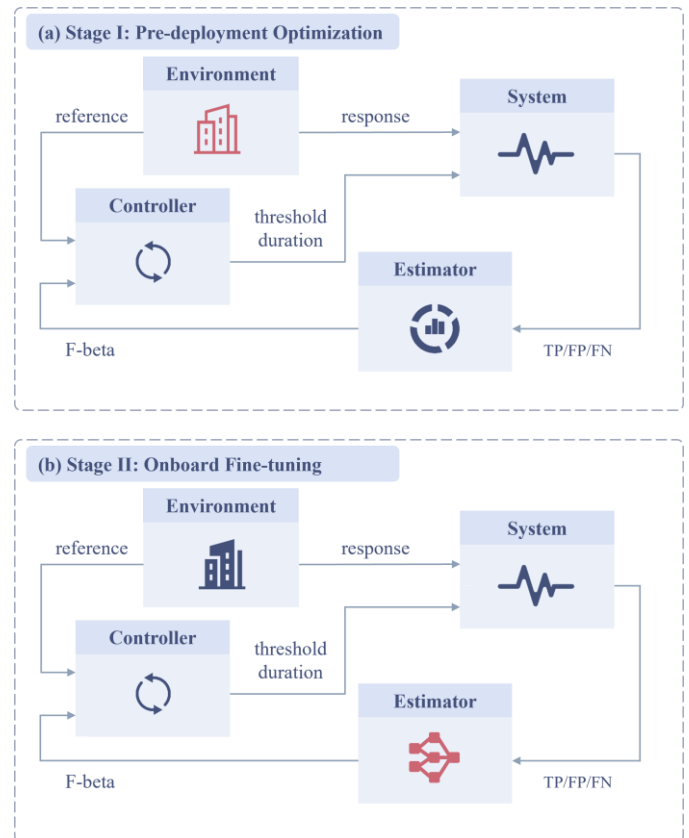 (a) Stage I: Pre-deployment Optimization
Environment
System
reference
response
Controller
threshold
duration
Estimator
F-beta
TP/FP/FN
(b) Stage II: Onboard Fine-tuning
Environment
System
reference
response
Controller
threshold
duration
Estimator
F-beta
TP/FP/FN